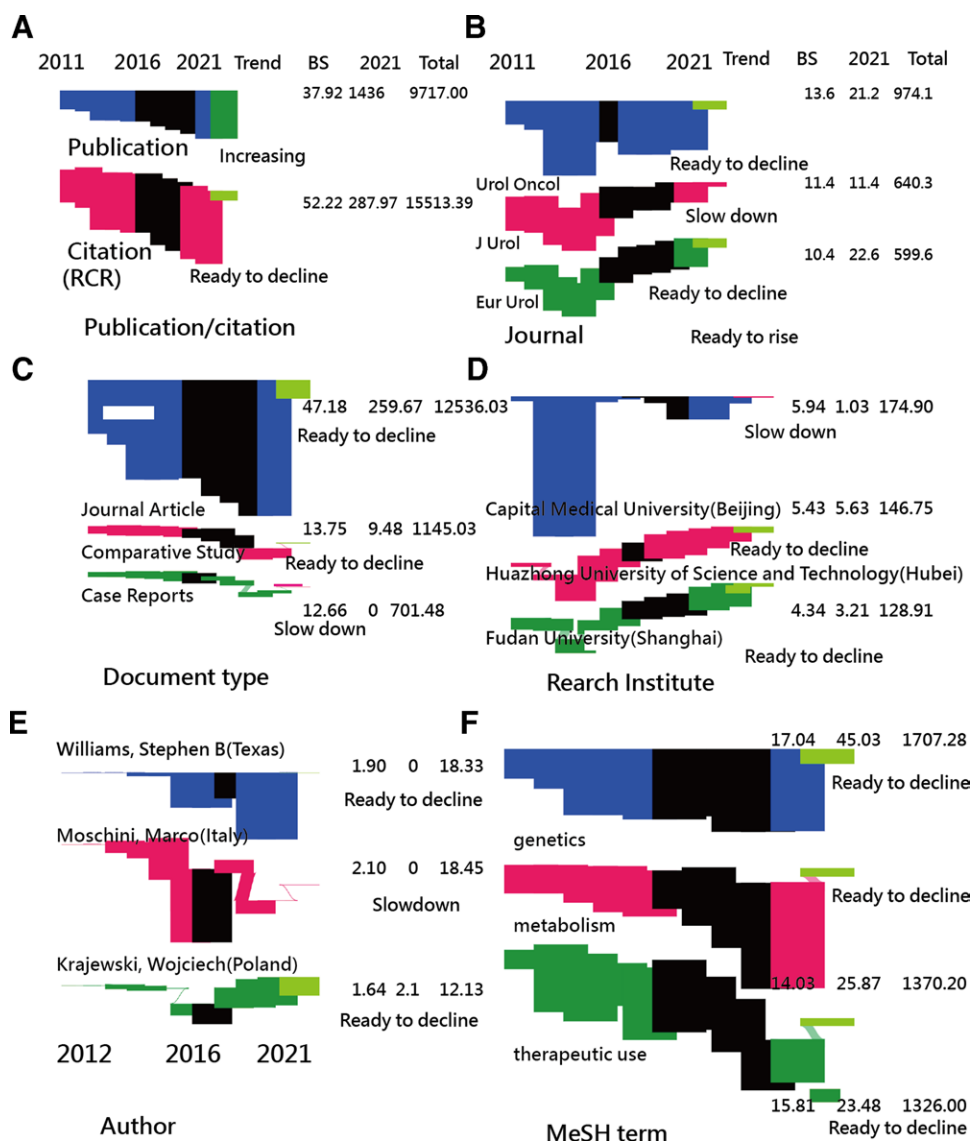 A
2011 2016 2021 Trend BS 2021 Total
37.92 1436 9717.00
Publication
Increasing
52.22 287.97 15513.39
Citation
(RCR)
Ready to decline
Publication/citation
B
2011 2016 2021 Trend BS 2021 Total
13.6 21.2 974.1
Ready to decline
Urol Oncol
11.4 11.4 640.3
Slow down
J Urol
10.4 22.6 599.6
Ready to decline
Eur Urol
Journal
Ready to rise
C
47.18 259.67 12536.03
Ready to decline
Journal Article
13.75 9.48 1145.03
Comparative Study
Ready to decline
Case Reports
12.66 0 701.48
Slow down
Document type
D
5.94 1.03 174.90
Slow down
Capital Medical University(Beijing)
5.43 5.63 146.75
Ready to decline
Huazhong University of Science and Technology(Hubei)
4.34 3.21 128.91
Fudan University(Shanghai)
Ready to decline
Rearch Institute
E
Williams, Stephen B(Texas)
1.90 0 18.33
Ready to decline
Moschini, Marco(Italy)
2.10 0 18.45
Slowdown
Krajewski, Wojciech(Poland)
1.64 2.1 12.13
Ready to decline
2012 2016 2021
Author
F
17.04 45.03 1707.28
Ready to decline
genetics
Ready to decline
metabolism
14.03 25.87 1370.20
therapeutic use
15.81 23.48 1326.00
Ready to decline
MeSH term